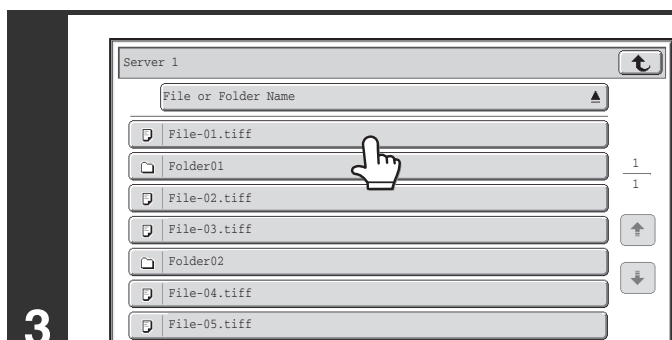 Server 1
File or Folder Name
File-01.tiff
Folder01
1
1
File-02.tiff
File-03.tiff
Folder02
File-04.tiff
3
File-05.tiff